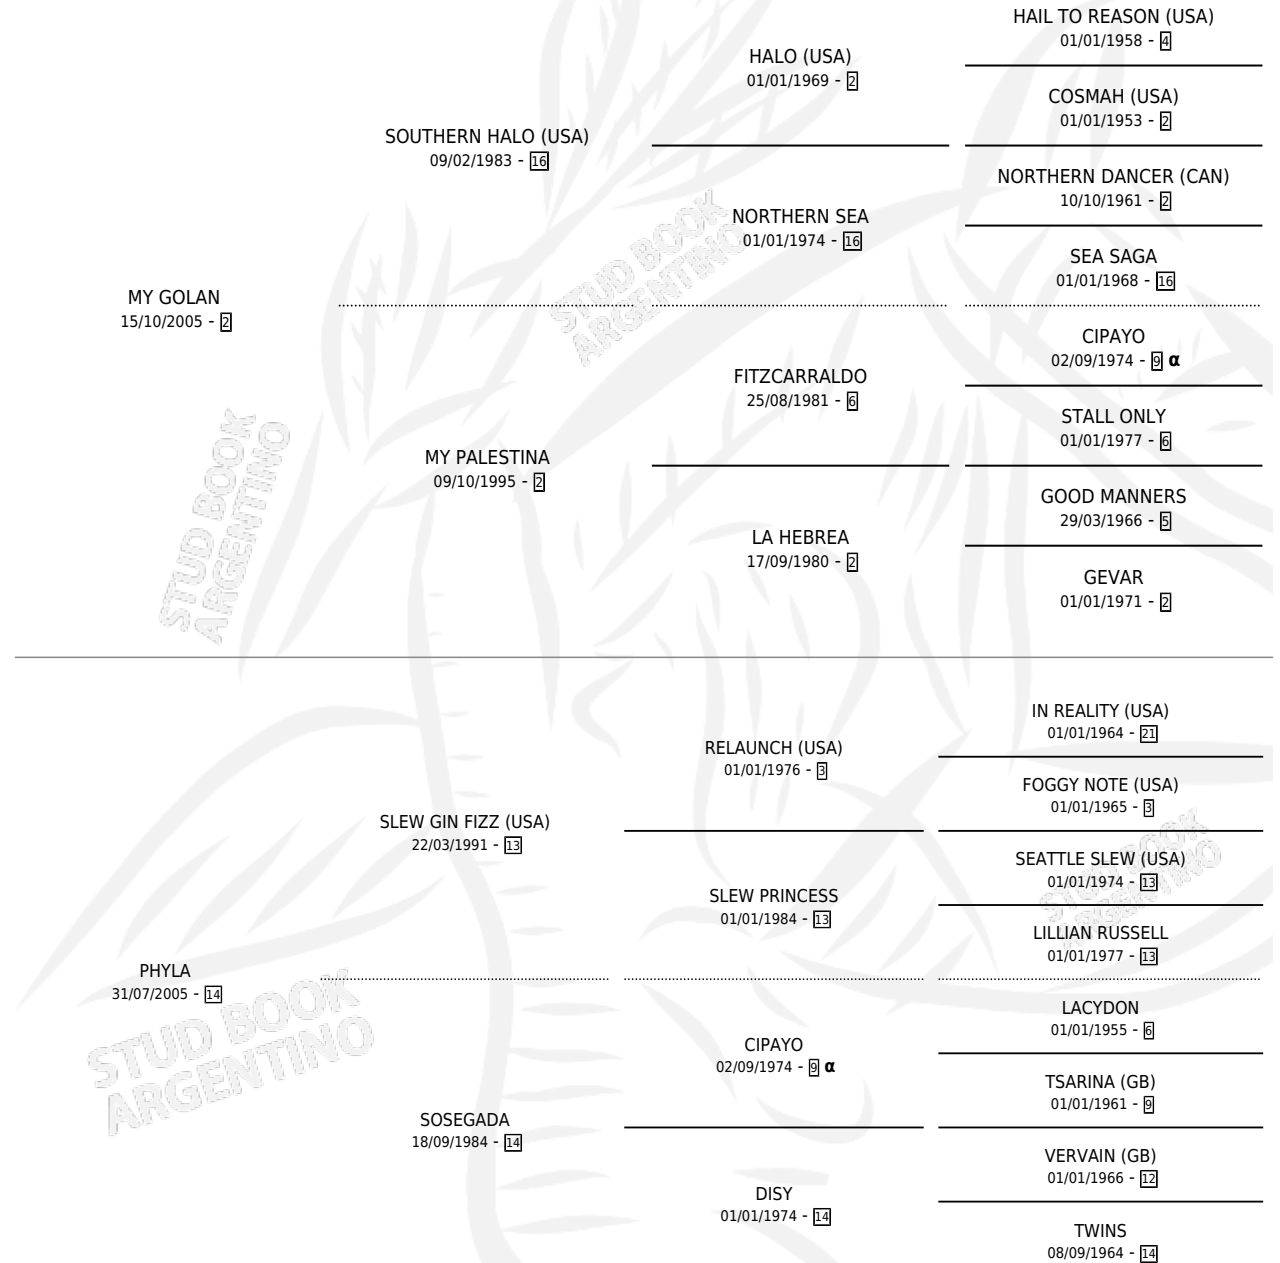 HAIL TO REASON (USA)
01/01/1958 - 4
HALO (USA)
01/01/1969 - 2
COSMAH (USA)
01/01/1953 - 2
SOUTHERN HALO (USA)
09/02/1983 - 16
NORTHERN DANCER (CAN)
10/10/1961 - 2
NORTHERN SEA
01/01/1974 - 16
SEA SAGA
01/01/1968 - 16
MY GOLAN
15/10/2005 - 2
CIPAYO
02/09/1974 - 9 α
FITZCARRALDO
25/08/1981 - 6
STALL ONLY
01/01/1977 - 6
MY PALESTINA
09/10/1995 - 2
GOOD MANNERS
29/03/1966 - 5
LA HEBREA
17/09/1980 - 2
GEVAR
01/01/1971 - 2
IN REALITY (USA)
01/01/1964 - 21
RELAUNCH (USA)
01/01/1976 - 3
FOGGY NOTE (USA)
01/01/1965 - 3
SLEW GIN FIZZ (USA)
22/03/1991 - 13
SEATTLE SLEW (USA)
01/01/1974 - 13
SLEW PRINCESS
01/01/1984 - 13
LILLIAN RUSSELL
01/01/1977 - 13
PHYLA
31/07/2005 - 14
LACYDON
01/01/1955 - 6
CIPAYO
02/09/1974 - 9 α
TSARINA (GB)
01/01/1961 - 9
SOSEGADA
18/09/1984 - 14
VERVAIN (GB)
01/01/1966 - 12
DISY
01/01/1974 - 14
TWINS
08/09/1964 - 14
STUD BOOK
ARGENTINO
STUD BOOK
ARGENTINO
STUD BOOK
ARGENTINO
STUD BOOK
ARGENTINO